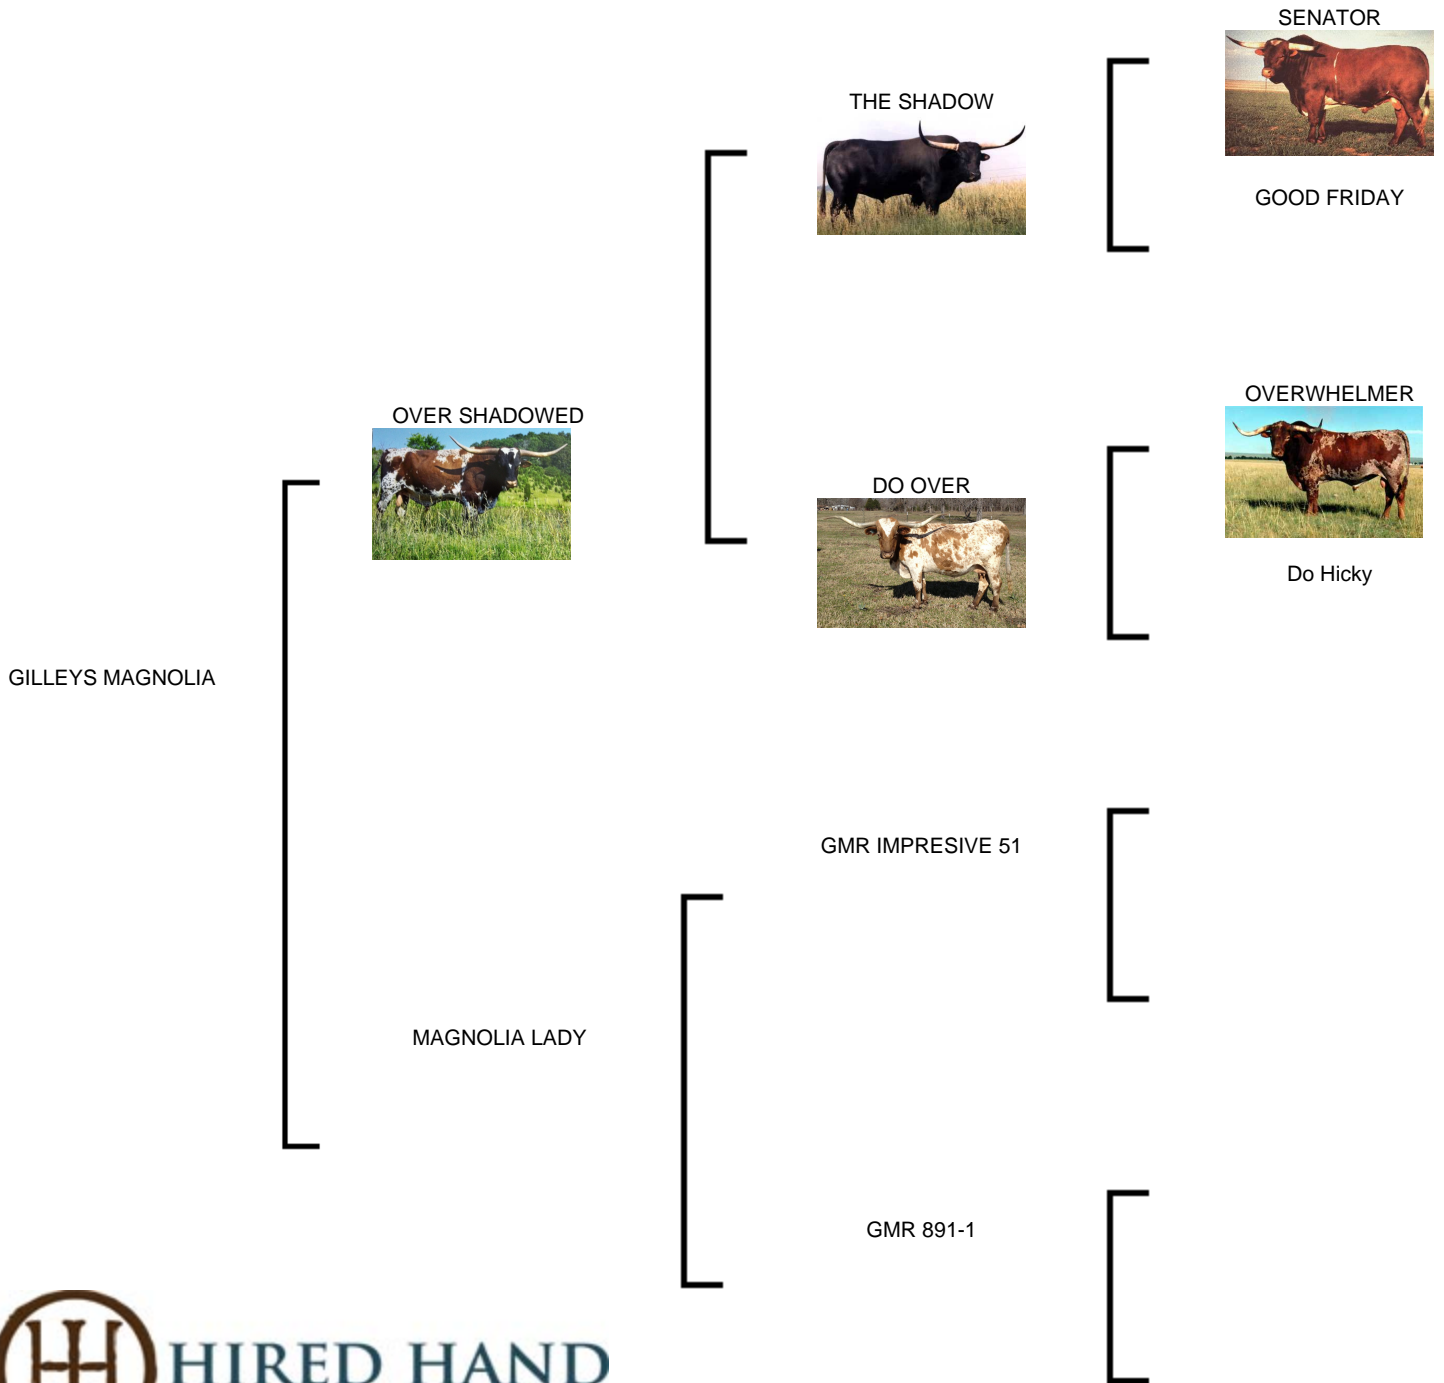 SENATOR
THE SHADOW
GOOD FRIDAY
OVERWHELMER
OVER SHADOWED
DO OVER
Do Hicky
GILLEYS MAGNOLIA
GMR IMPRESIVE 51
MAGNOLIA LADY
GMR 891-1
HIRED HAND